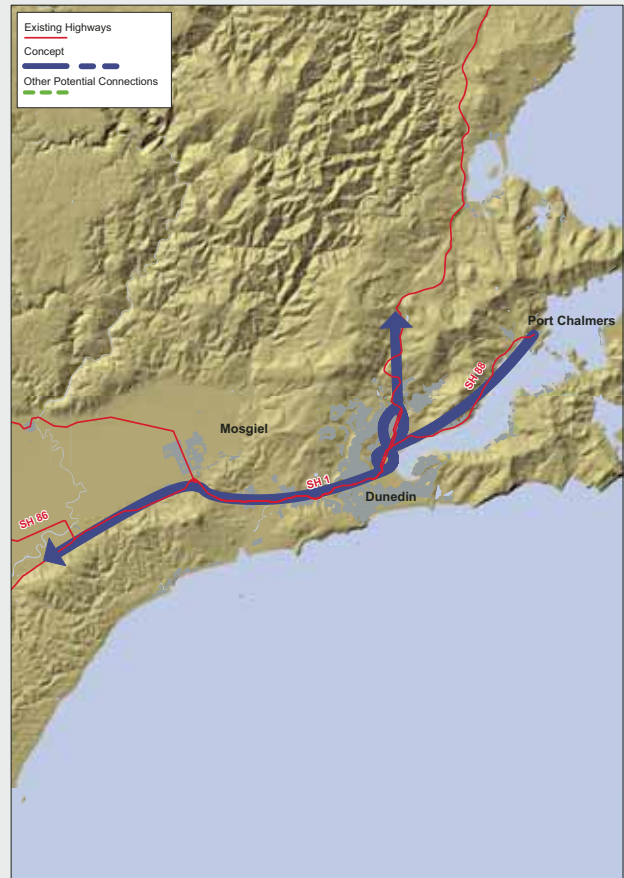 Existing Highways
Concept
Other Potential Connections
Port Chalmers
SH 88
Mosgiel
SH 1
Dunedin
SH 86